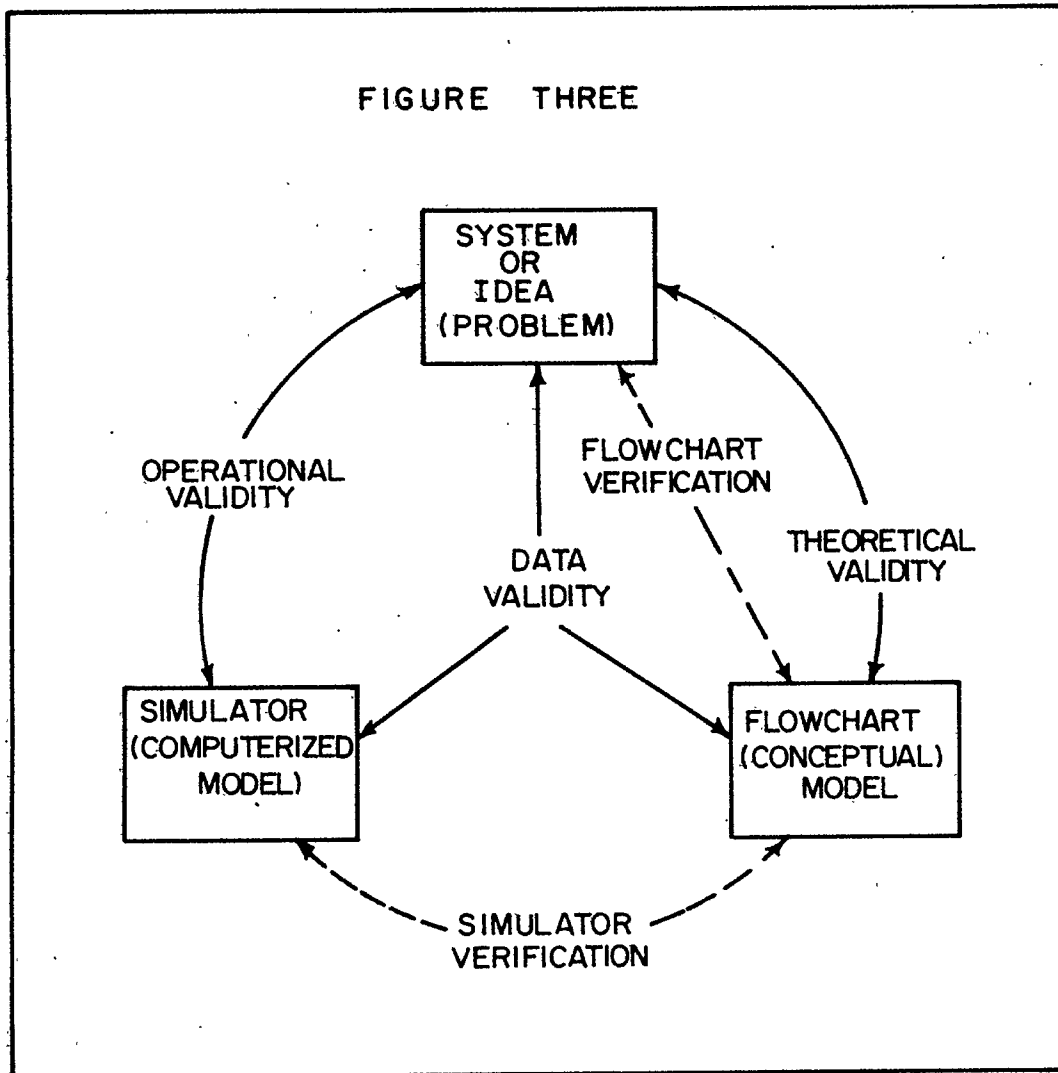 FIGURE THREE
SYSTEM
OR
IDEA
(PROBLEM)
OPERATIONAL
VALIDITY
FLOWCHART
VERIFICATION
DATA
VALIDITY
THEORETICAL
VALIDITY
SIMULATOR
(COMPUTERIZED
MODEL)
FLOWCHART
(CONCEPTUAL)
MODEL
SIMULATOR
VERIFICATION